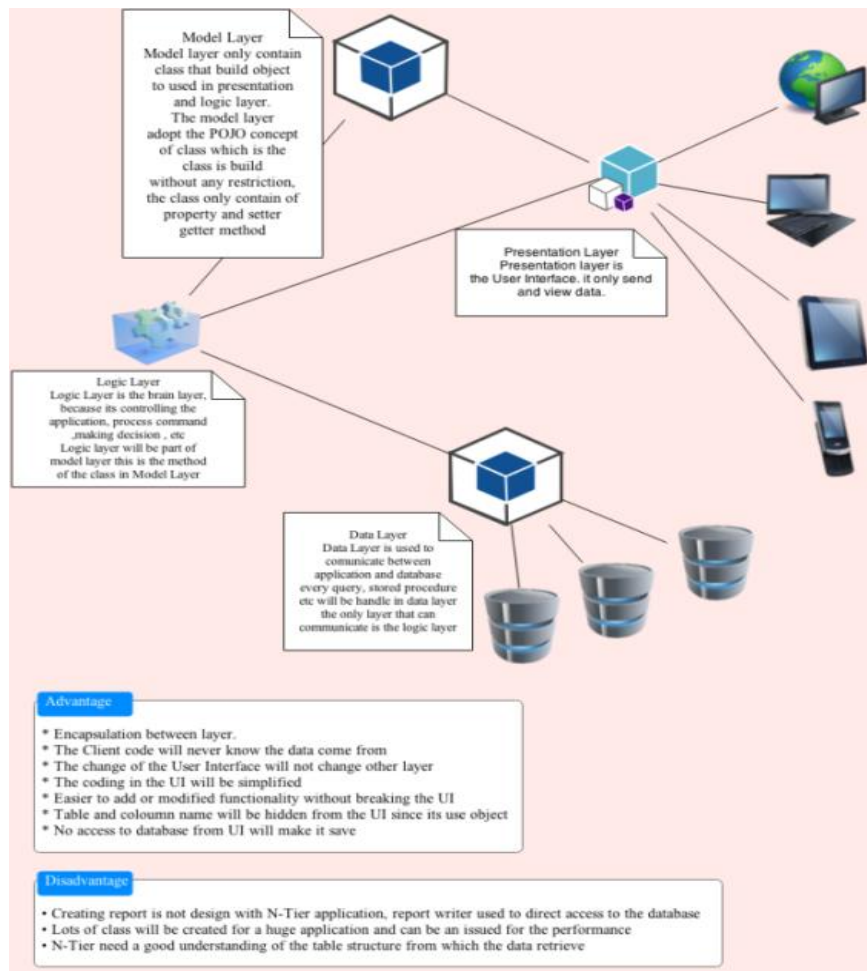 Model Layer
Model layer only contain
class that build object
to used in presentation
and logic layer.
The model layer
adopt the POJO concept
of class which is the
class is build
without any restriction,
the class only contain of
property and setter
getter method
Presentation Layer
Presentation layer is
the User Interface. it only send
and view data.
Logic Layer
Logic Layer is the brain layer,
because its controlling the
application, process command
,making decision , etc
Logic layer will be part of
model layer this is the method
of the class in Model Layer
Data Layer
Data Layer is used to
comunicate between
application and database
every query, stored procedure
etc will be handle in data layer
the only layer that can
communicate is the logic layer
Advantage
* Encapsulation between layer.
* The Client code will never know the data come from
* The change of the User Interface will not change other layer
* The coding in the UI will be simplified
* Easier to add or modified functionality without breaking the UI
* Table and coloumn name will be hidden from the UI since its use object
* No access to database from UI will make it save
Disadvantage
• Creating report is not design with N-Tier application, report writer used to direct access to the database
• Lots of class will be created for a huge application and can be an issued for the performance
• N-Tier need a good understanding of the table structure from which the data retrieve